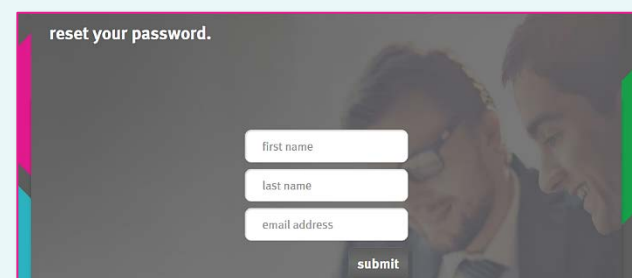 reset your password.
first name
last name
email address
submit